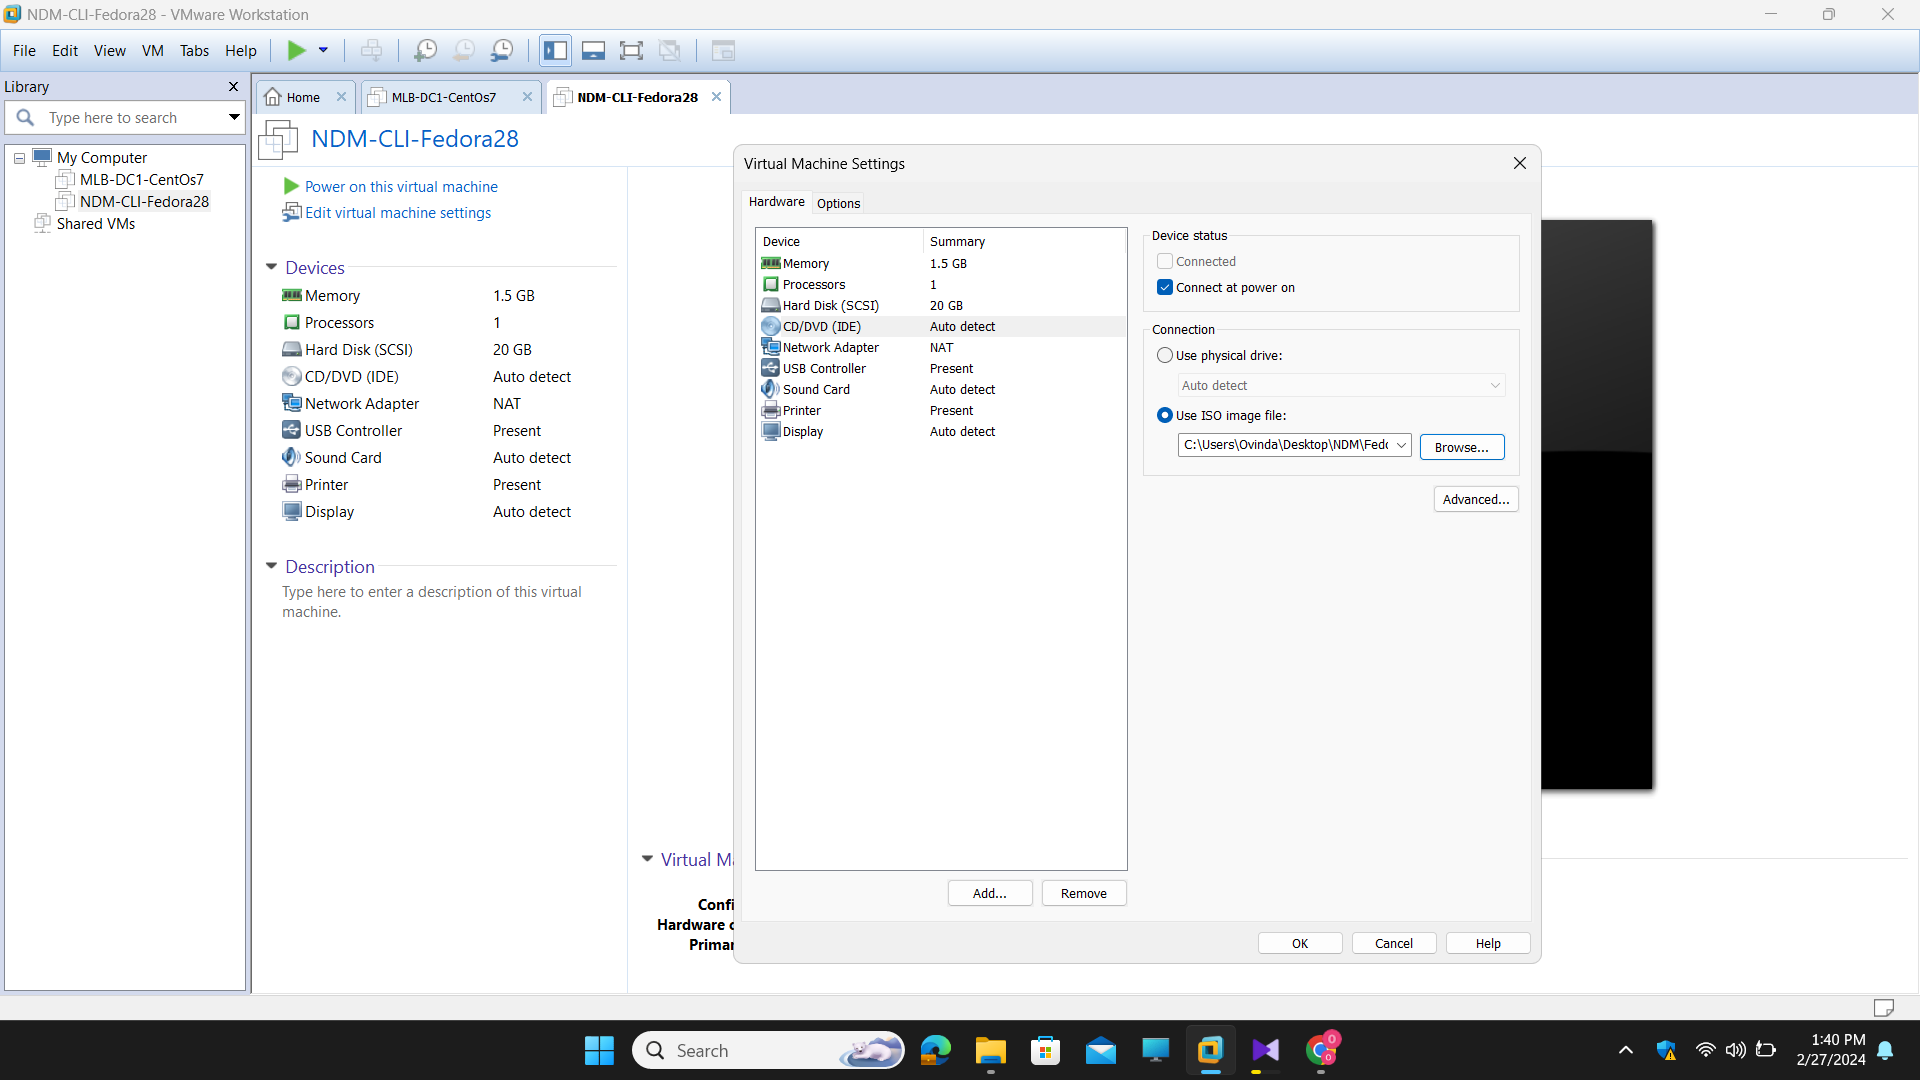 NDM-CLI-Fedora28 - VMware Workstation
File Edit View VM Tabs Help
Library
Type here to search
My Computer
MLB-DC1-CentOs7
NDM-CLI-Fedora28
Shared VMs
Home
MLB-DC1-CentOs7
NDM-CLI-Fedora28
NDM-CLI-Fedora28
Power on this virtual machine
Edit virtual machine settings
Devices
Memory 1.5 GB
Processors 1
Hard Disk (SCSI) 20 GB
CD/DVD (IDE) Auto detect
Network Adapter NAT
USB Controller Present
Sound Card Auto detect
Printer Present
Display Auto detect
Description
Type here to enter a description of this virtual
machine.
Virtual Ma
Confi
Hardware c
Primar
Virtual Machine Settings
Hardware Options
Device Summary
Memory 1.5 GB
Processors 1
Hard Disk (SCSI) 20 GB
CD/DVD (IDE) Auto detect
Network Adapter NAT
USB Controller Present
Sound Card Auto detect
Printer Present
Display Auto detect
Add... Remove
Device status
Connected
Connect at power on
Connection
Use physical drive:
Auto detect
Use ISO image file:
C:\Users\Ovinda\Desktop\NDM\Fedo
Browse...
Advanced...
OK Cancel Help
Search
1:40 PM
2/27/2024